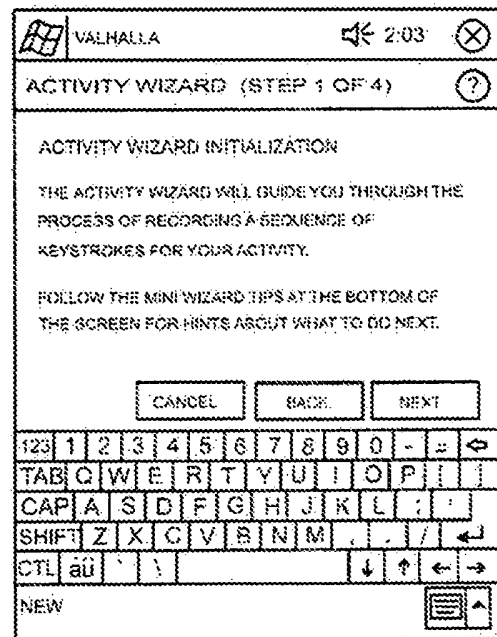 VALHALLA 2:03
ACTIVITY WIZARD (STEP 1 OF 4) ?
ACTIVITY WIZARD INITIALIZATION
THE ACTIVITY WIZARD WILL GUIDE YOU THROUGH THE
PROCESS OF RECORDING A SEQUENCE OF
KEYSTROKES FOR YOUR ACTIVITY.
FOLLOW THE MINI WIZARD TIPS AT THE BOTTOM OF
THE SCREEN FOR HINTS ABOUT WHAT TO DO NEXT.
CANCEL BACK NEXT
123 1 2 3 4 5 6 7 8 9 0 - =
TAB Q W E R T Y U I O P [ ]
CAP A S D F G H J K L ; '
SHIFT Z X C V B N M , . /
CTL áü ` \
NEW